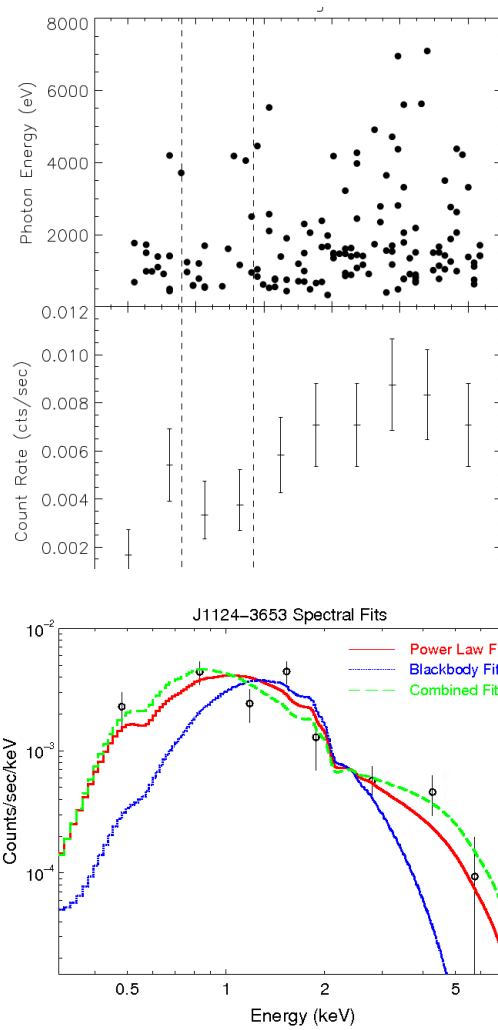 8000
6000
4000
2000
Photon Energy (eV)
0.012
0.010
0.008
0.006
0.004
0.002
Count Rate (cts/sec)
J1124−3653 Spectral Fits
Power Law F
Blackbody Fit
Combined Fit
10−2
10−3
10−4
Counts/sec/keV
0.5 1 2 5
Energy (keV)